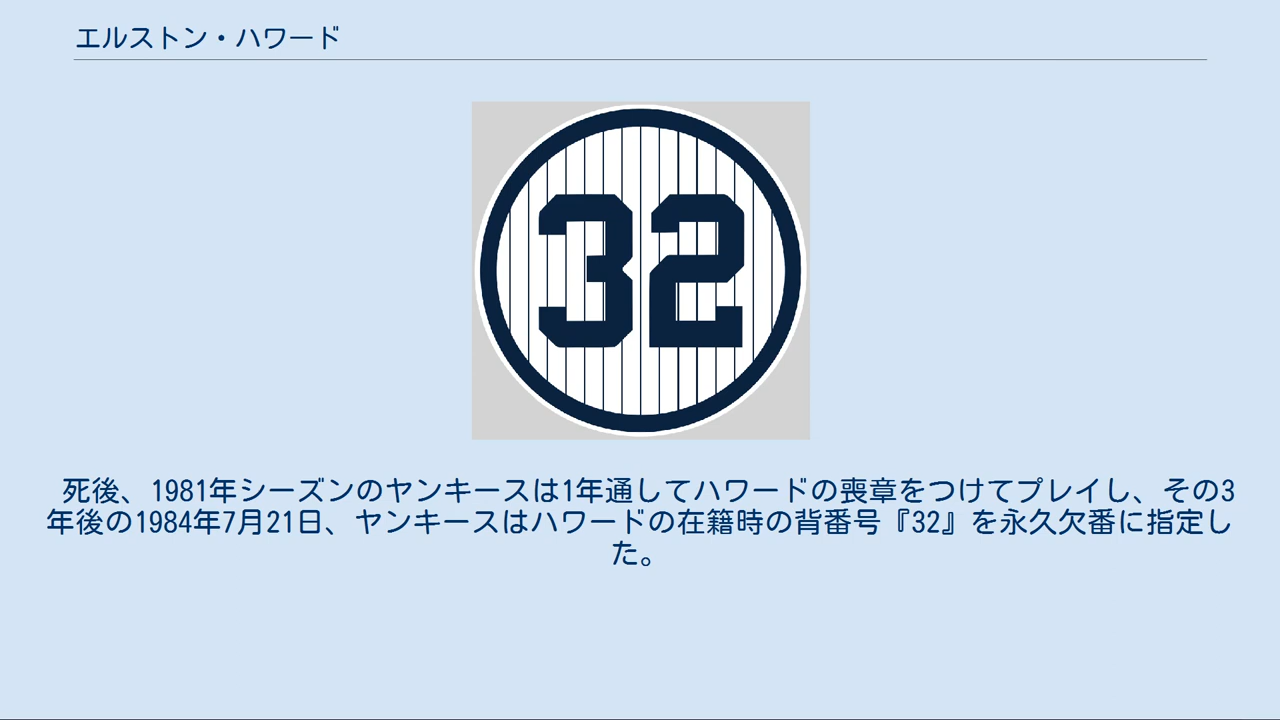 エルストン・ハワード
32
死後、1981年シーズンのヤンキースは1年通してハワードの喪章をつけてプレイし、その3
年後の1984年7月21日、ヤンキースはハワードの在籍時の背番号『32』を永久欠番に指定し
た。